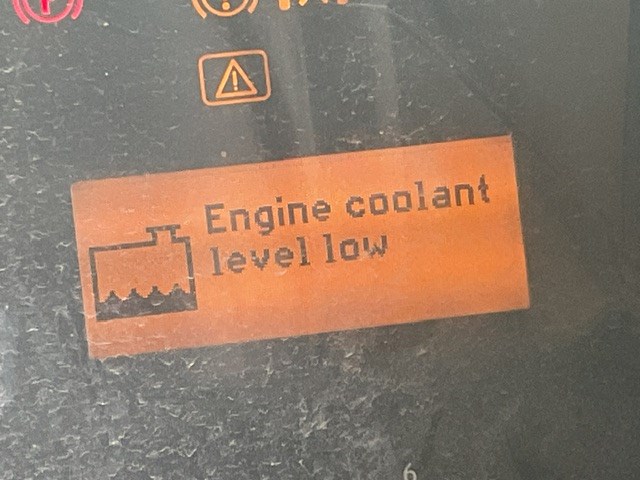 Engine coolant
level low
6